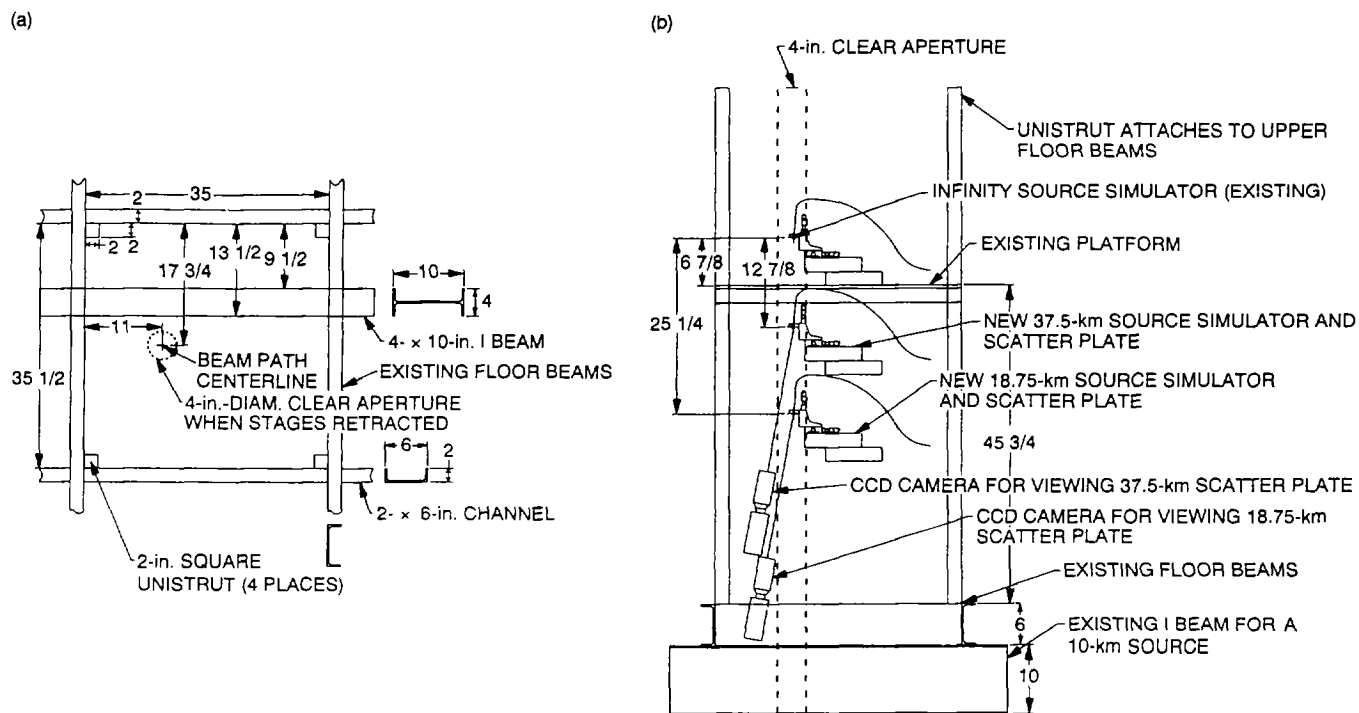 (a)
35
2
2
2
17 3/4
13 1/2
9 1/2
10
4
11
4- × 10-in. I BEAM
BEAM PATH
CENTERLINE
EXISTING FLOOR BEAMS
4-in.-DIAM. CLEAR APERTURE
WHEN STAGES RETRACTED
35 1/2
6
2
2- × 6-in. CHANNEL
2-in. SQUARE
UNISTRUT (4 PLACES)
(b)
4-in. CLEAR APERTURE
UNISTRUT ATTACHES TO UPPER
FLOOR BEAMS
INFINITY SOURCE SIMULATOR (EXISTING)
EXISTING PLATFORM
6
7/8
12
7/8
25 1/4
NEW 37.5-km SOURCE SIMULATOR AND
SCATTER PLATE
NEW 18.75-km SOURCE SIMULATOR
AND SCATTER PLATE
45 3/4
CCD CAMERA FOR VIEWING 37.5-km SCATTER PLATE
CCD CAMERA FOR VIEWING 18.75-km
SCATTER PLATE
EXISTING FLOOR BEAMS
6
EXISTING I BEAM FOR A
10-km SOURCE
10